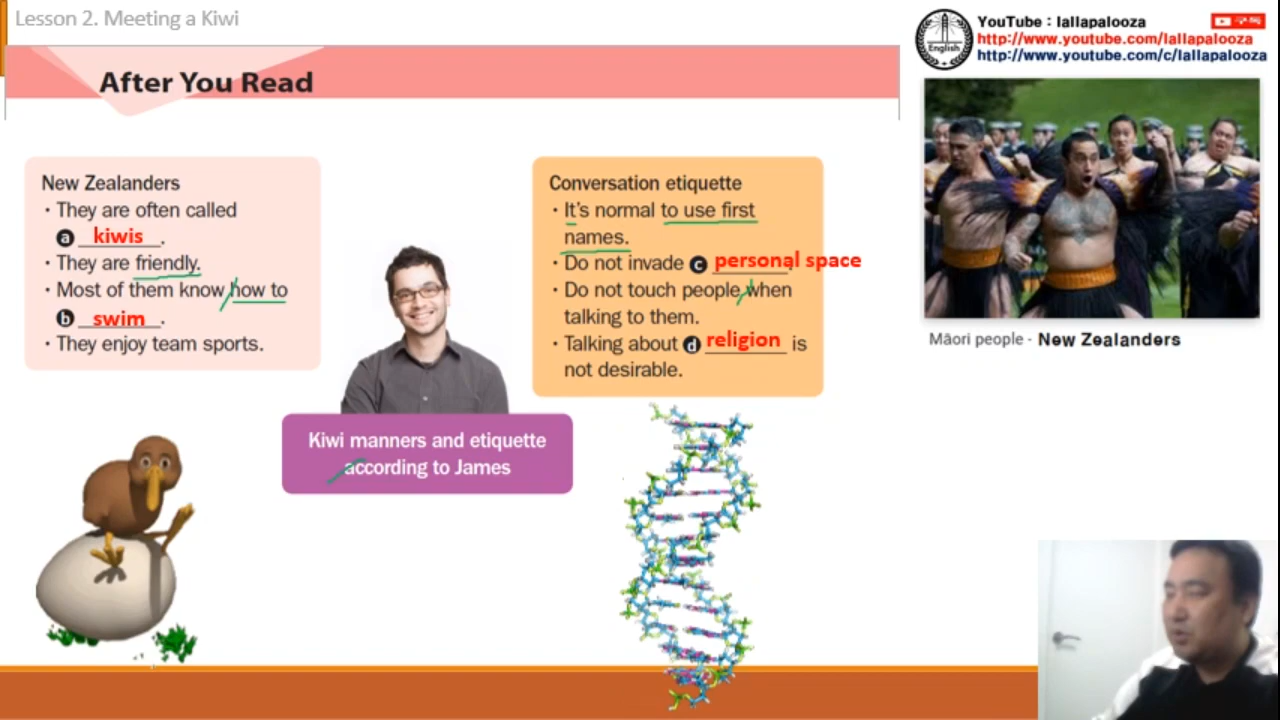 Lesson 2. Meeting a Kiwi
After You Read
New Zealanders
· They are often called
a kiwis.
· They are friendly.
· Most of them know how to
b swim.
· They enjoy team sports.
Conversation etiquette
· It's normal to use first
names.
· Do not invade c personal space.
· Do not touch people when
talking to them.
· Talking about d religion is
not desirable.
Kiwi manners and etiquette
according to James
English
YouTube : lallapalooza
http://www.youtube.com/lallapalooza
http://www.youtube.com/c/lallapalooza
Māori people - New Zealanders